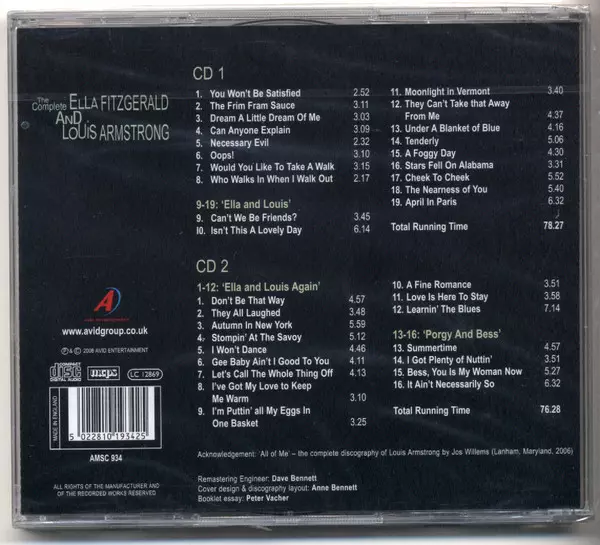 The Complete ELLA FITZGERALD
AND
LOUIS ARMSTRONG
CD 1
1. You Won't Be Satisfied 2.52
2. The Frim Fram Sauce 3.11
3. Dream A Little Dream Of Me 3.03
4. Can Anyone Explain 3.09
5. Necessary Evil 2.32
6. Oops! 3.10
7. Would You Like To Take A Walk 3.15
8. Who Walks In When I Walk Out 2.17
9-19: 'Ella and Louis'
9. Can't We Be Friends? 3.45
10. Isn't This A Lovely Day 6.14
11. Moonlight in Vermont 3.40
12. They Can't Take that Away
From Me 4.37
13. Under A Blanket of Blue 4.16
14. Tenderly 5.06
15. A Foggy Day 4.30
16. Stars Fell On Alabama 3.31
17. Cheek To Cheek 5.52
18. The Nearness of You 5.40
19. April In Paris 6.32
Total Running Time 78.27
CD 2
1-12: 'Ella and Louis Again'
1. Don't Be That Way 4.57
2. They All Laughed 3.48
3. Autumn In New York 5.59
4. Stompin' At The Savoy 5.12
5. I Won't Dance 4.46
6. Gee Baby Ain't I Good To You 4.11
7. Let's Call The Whole Thing Off 4.13
8. I've Got My Love to Keep
Me Warm 3.10
9. I'm Puttin' all My Eggs In
One Basket 3.25
10. A Fine Romance 3.51
11. Love Is Here To Stay 3.58
12. Learnin' The Blues 7.14
13-16: 'Porgy And Bess'
13. Summertime 4.57
14. I Got Plenty of Nuttin' 3.51
15. Bess, You Is My Woman Now 5.27
16. It Ain't Necessarily So 6.32
Total Running Time 76.28
www.avidgroup.co.uk
℗ & © 2008 AVID ENTERTAINMENT
COMPACT
disc
DIGITAL AUDIO
mcps
LC 12869
MADE IN ENGLAND
5 022810 193425
AMSC 934
ALL RIGHTS OF THE MANUFACTURER AND
OF THE RECORDED WORKS RESERVED
Acknowledgement: 'All of Me' – the complete discography of Louis Armstrong by Jos Willems (Lanham, Maryland, 2006)
Remastering Engineer: Dave Bennett
Cover design & discography layout: Anne Bennett
Booklet essay: Peter Vacher